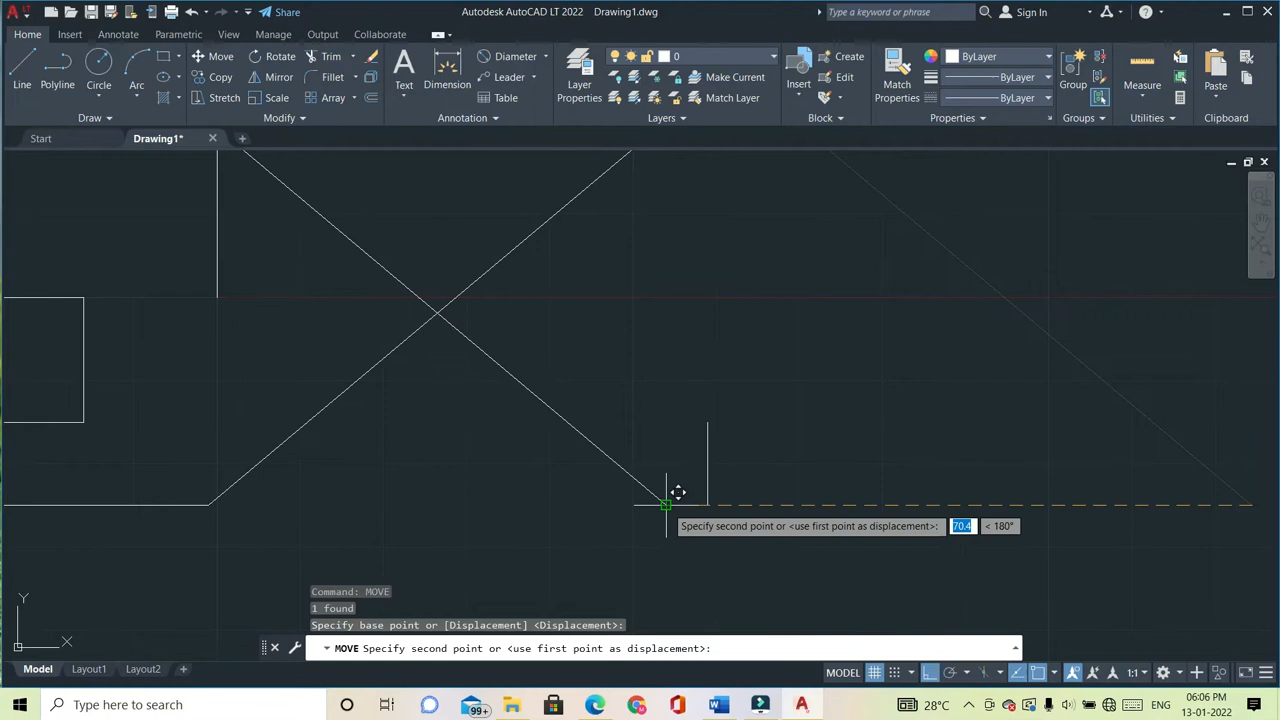 Share
Autodesk AutoCAD LT 2022 Drawing1.dwg
Type a keyword or phrase
Sign In
LT
Home Insert Annotate Parametric View Manage Output Collaborate
Line Polyline Circle Arc
Draw
Move Rotate Trim
Copy Mirror Fillet
Stretch Scale Array
Modify
Text Dimension
Diameter
Leader
Table
Annotation
Layer
Properties
0
Make Current
Match Layer
Layers
Insert
Create
Edit
Block
Match
Properties
ByLayer
ByLayer
ByLayer
Properties
Group
Groups
Measure
Utilities
Paste
Clipboard
Start Drawing1*
Specify second point or <use first point as displacement>: 70.4 < 180°
Y
X
Command: MOVE
1 found
Specify base point or [Displacement] <Displacement>:
MOVE Specify second point or <use first point as displacement>:
Model Layout1 Layout2
MODEL 1:1
Type here to search
99+
28°C
ENG
06:06 PM
13-01-2022